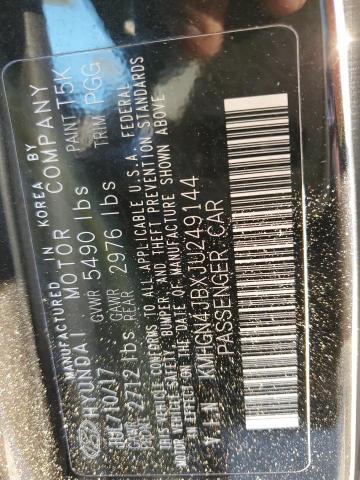 MANUFACTURED IN KOREA BY
HYUNDAI MOTOR COMPANY
GVWR 5490 lbs PAINT T5K
GAWR REAR 2976 lbs TRIM PGG
2712 lbs
THIS VEHICLE CONFORMS TO ALL APPLICABLE U.S.A. FEDERAL
MOTOR VEHICLE SAFETY, BUMPER, AND THEFT PREVENTION STANDARDS
IN EFFECT ON THE DATE OF MANUFACTURE SHOWN ABOVE
V.I.N KMHGN4JBXJU249144
PASSENGER CAR